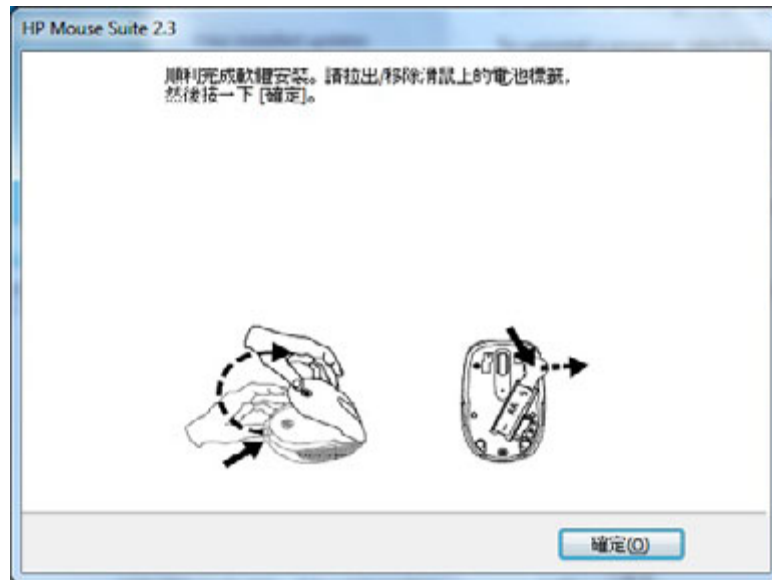 HP Mouse Suite 2.3
順利完成軟體安裝。請拉出/移除滑鼠上的電池標籤，
然後按一下 [確定]。
確定(O)